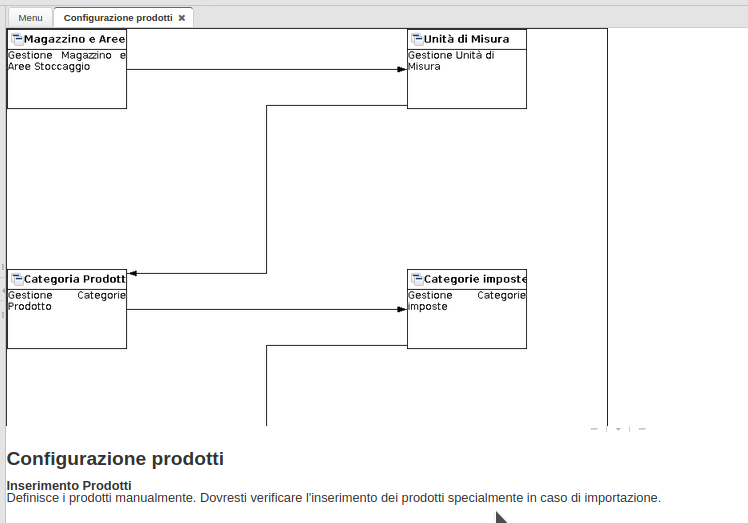 Menu
Configurazione prodotti
Magazzino e Aree
Gestione Magazzino e
Aree Stoccaggio
Unità di Misura
Gestione Unità di
Misura
Categoria Prodott
Gestione Categorie
Prodotto
Categorie imposte
Gestione Categorie
imposte
Configurazione prodotti
Inserimento Prodotti
Definisce i prodotti manualmente. Dovresti verificare l'inserimento dei prodotti specialmente in caso di importazione.